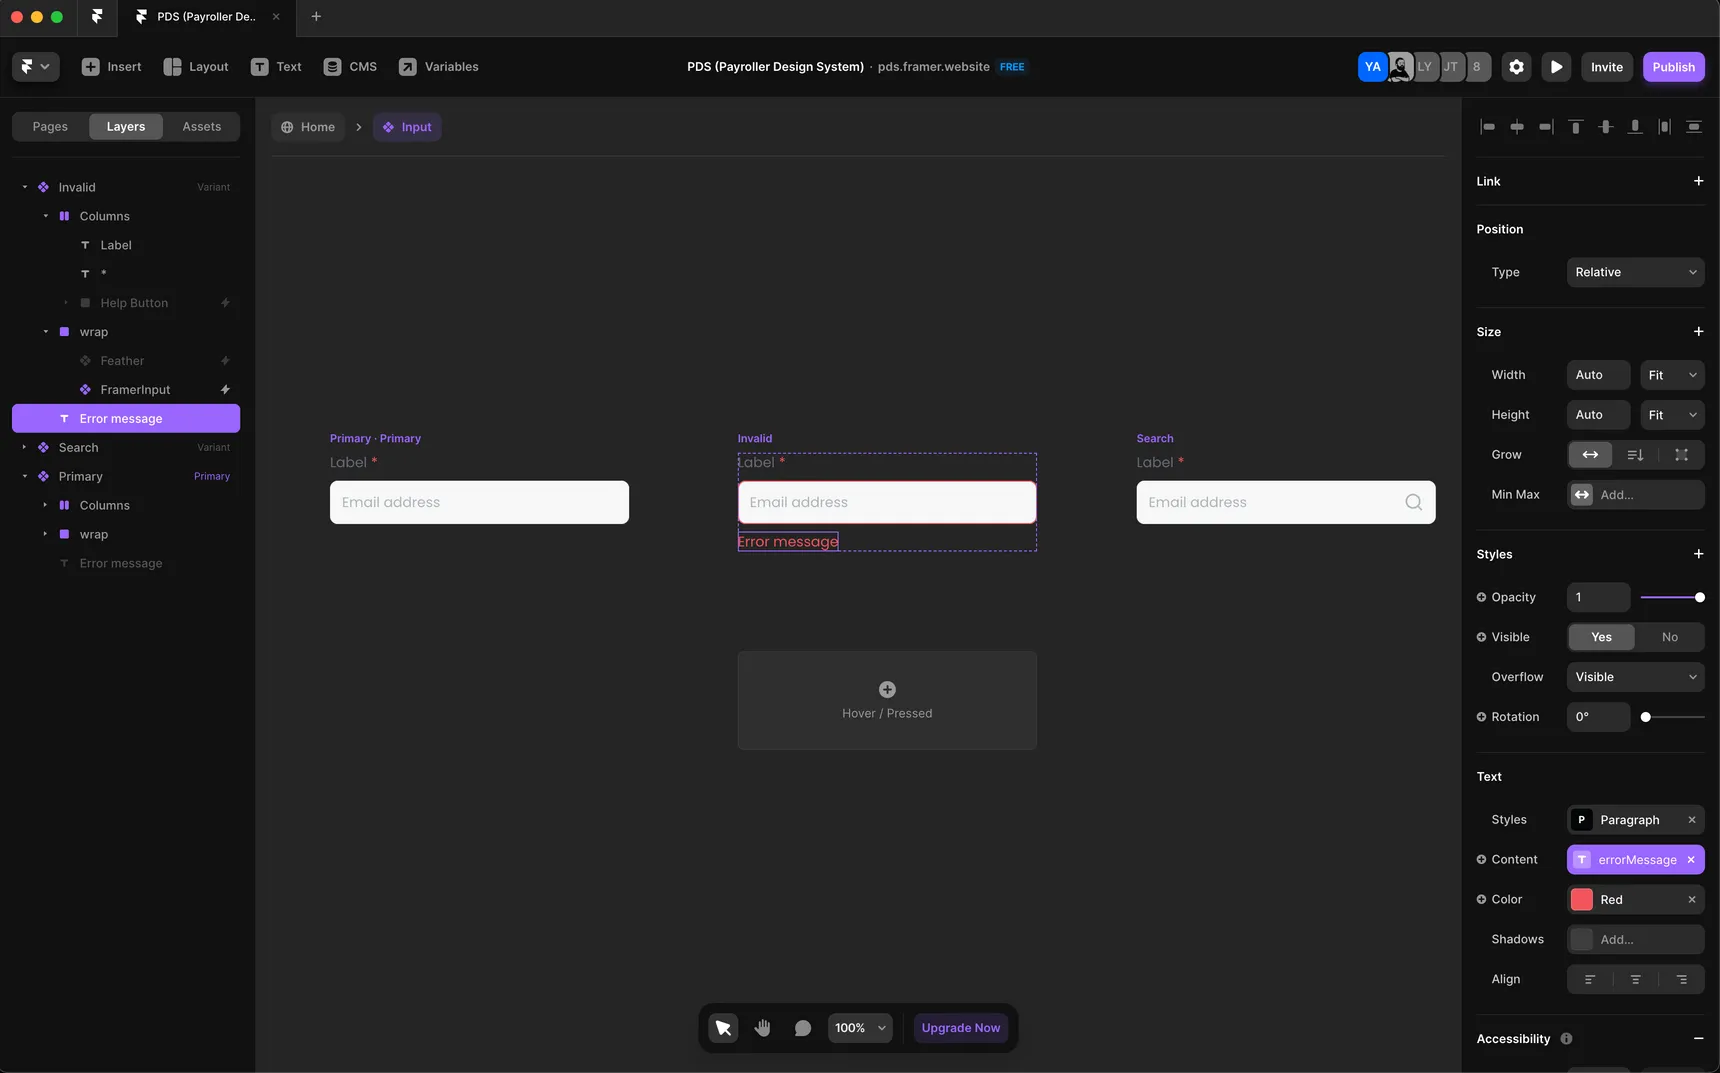 PDS (Payroller De..
Insert
Layout
Text
CMS
Variables
PDS (Payroller Design System) · pds.framer.website FREE
YA
LY
JT
8
Invite
Publish
Pages
Layers
Assets
Home
Input
Invalid
Variant
Columns
Label
*
Help Button
wrap
Feather
FramerInput
Error message
Search
Variant
Primary
Primary
Columns
wrap
Error message
Primary · Primary
Label *
Email address
Invalid
Label *
Email address
Error message
Search
Label *
Email address
Hover / Pressed
100%
Upgrade Now
Link
Position
Type
Relative
Size
Width
Auto
Fit
Height
Auto
Fit
Grow
Min Max
Add...
Styles
Opacity
1
Visible
Yes
No
Overflow
Visible
Rotation
0°
Text
Styles
P
Paragraph
Content
T
errorMessage
Color
Red
Shadows
Add...
Align
Accessibility